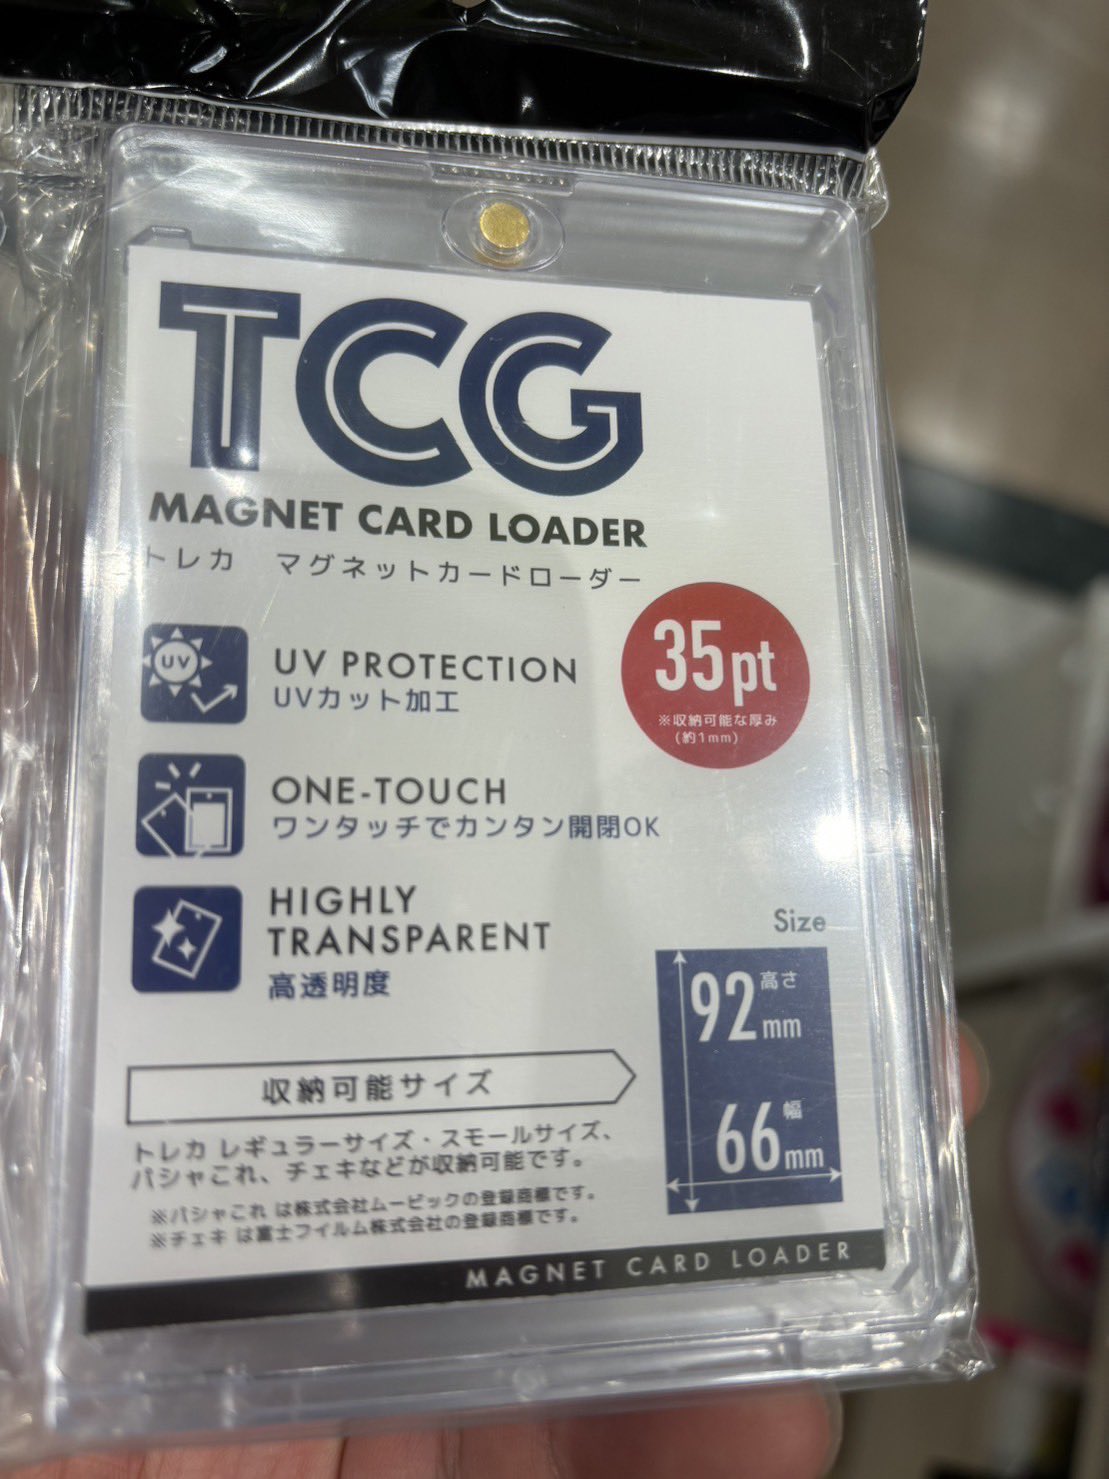 TCG
MAGNET CARD LOADER
トレカ マグネットカードローダー
UV
UV PROTECTION
UVカット加工
35pt
※収納可能な厚み
(約1mm)
ONE-TOUCH
ワンタッチでカンタン開閉OK
HIGHLY
TRANSPARENT
高透明度
Size
92mm 高さ
66mm 幅
収納可能サイズ
トレカ レギュラーサイズ・スモールサイズ、
パシャこれ、チェキなどが収納可能です。
※パシャこれ は株式会社ムービックの登録商標です。
※チェキ は富士フイルム株式会社の登録商標です。
MAGNET CARD LOADER